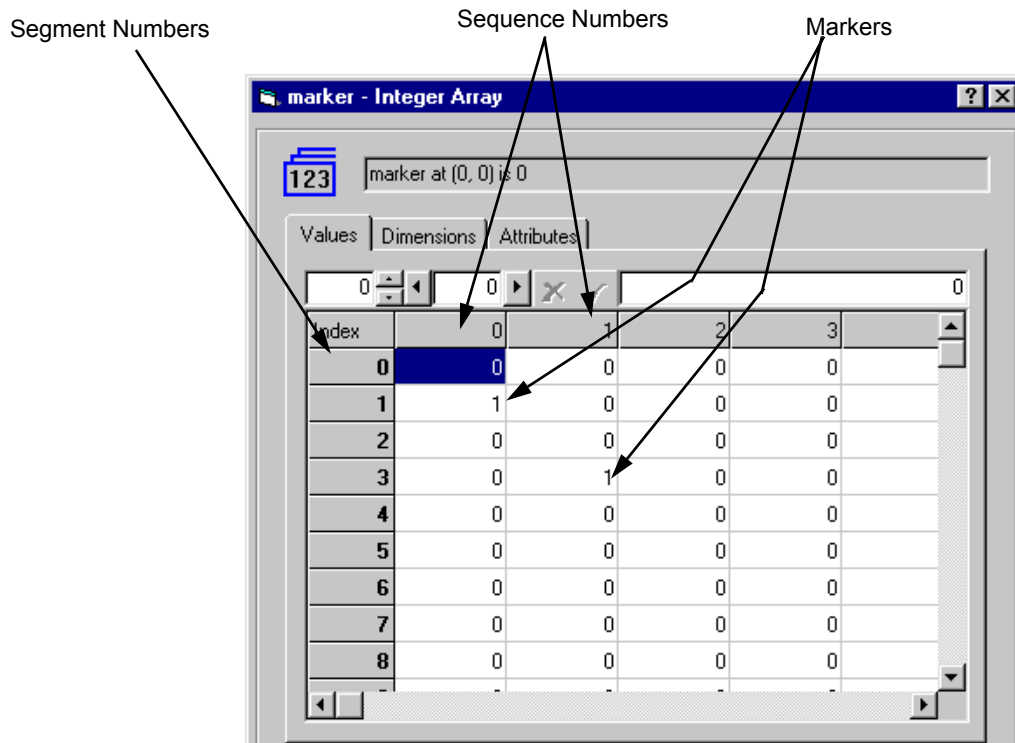 Segment Numbers
Sequence Numbers
Markers
marker - Integer Array
123
marker at (0, 0) is 0
Values Dimensions Attributes
0 0 0
Index 0 1 2 3
0 0 0 0 0
1 1 0 0 0
2 0 0 0 0
3 0 1 0 0
4 0 0 0 0
5 0 0 0 0
6 0 0 0 0
7 0 0 0 0
8 0 0 0 0